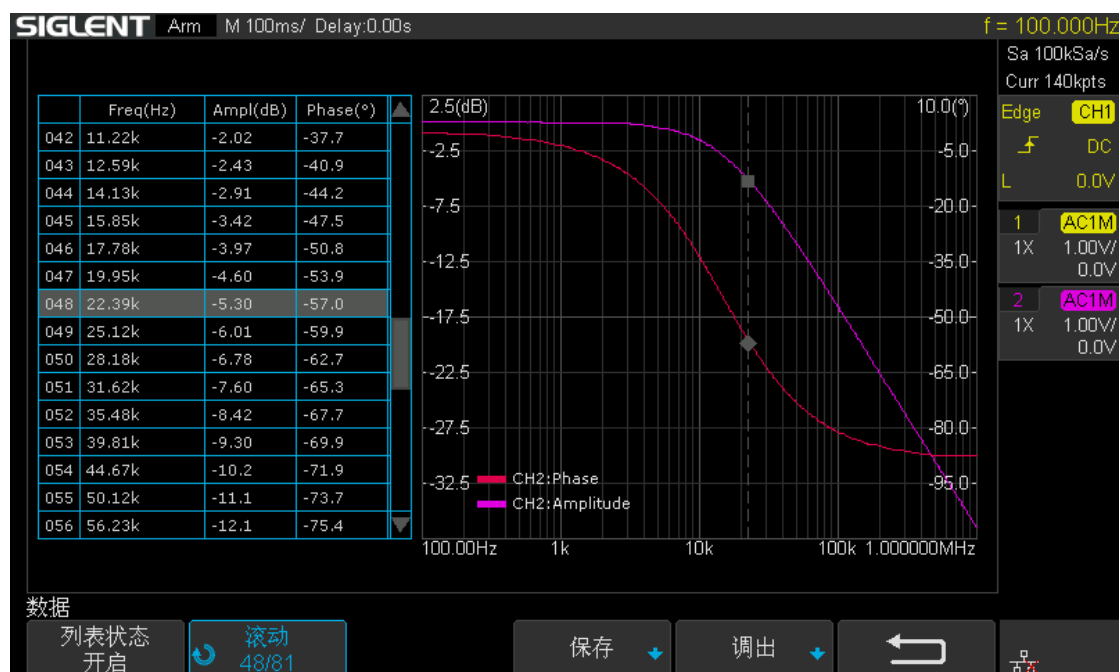 SIGLENT Arm M 100ms/ Delay:0.00s f = 100.000Hz
Sa 100kSa/s
Curr 140kpts
Edge CH1
DC
L 0.0V
1 AC1M
1X 1.00V/
0.0V
2 AC1M
1X 1.00V/
0.0V
Freq(Hz) Ampl(dB) Phase(°)
042 11.22k -2.02 -37.7
043 12.59k -2.43 -40.9
044 14.13k -2.91 -44.2
045 15.85k -3.42 -47.5
046 17.78k -3.97 -50.8
047 19.95k -4.60 -53.9
048 22.39k -5.30 -57.0
049 25.12k -6.01 -59.9
050 28.18k -6.78 -62.7
051 31.62k -7.60 -65.3
052 35.48k -8.42 -67.7
053 39.81k -9.30 -69.9
054 44.67k -10.2 -71.9
055 50.12k -11.1 -73.7
056 56.23k -12.1 -75.4
2.5(dB) 10.0(°)
-2.5 -5.0
-7.5 -20.0
-12.5 -35.0
-17.5 -50.0
-22.5 -65.0
-27.5 -80.0
-32.5 -95.0
CH2:Phase
CH2:Amplitude
100.00Hz 1k 10k 100k 1.000000MHz
数据
列表状态
开启
滚动
48/81
保存
调出